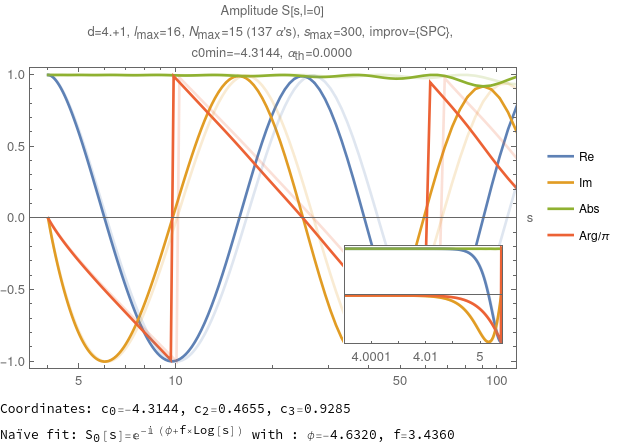 Amplitude S[s,l=0]
d=4.+1, lmax=16, Nmax=15 (137 α's), smax=300, improv={SPC},
c0min=-4.3144, αth=0.0000
1.0
0.5
0.0
-0.5
-1.0
s
Re
Im
Abs
Arg/π
4.0001 4.01 5
5 10 50 100
Coordinates: c0=-4.3144, c2=0.4655, c3=0.9285
Naïve fit: S0[s]=e^-i (ϕ+f×Log[s]) with : ϕ=-4.6320, f=3.4360